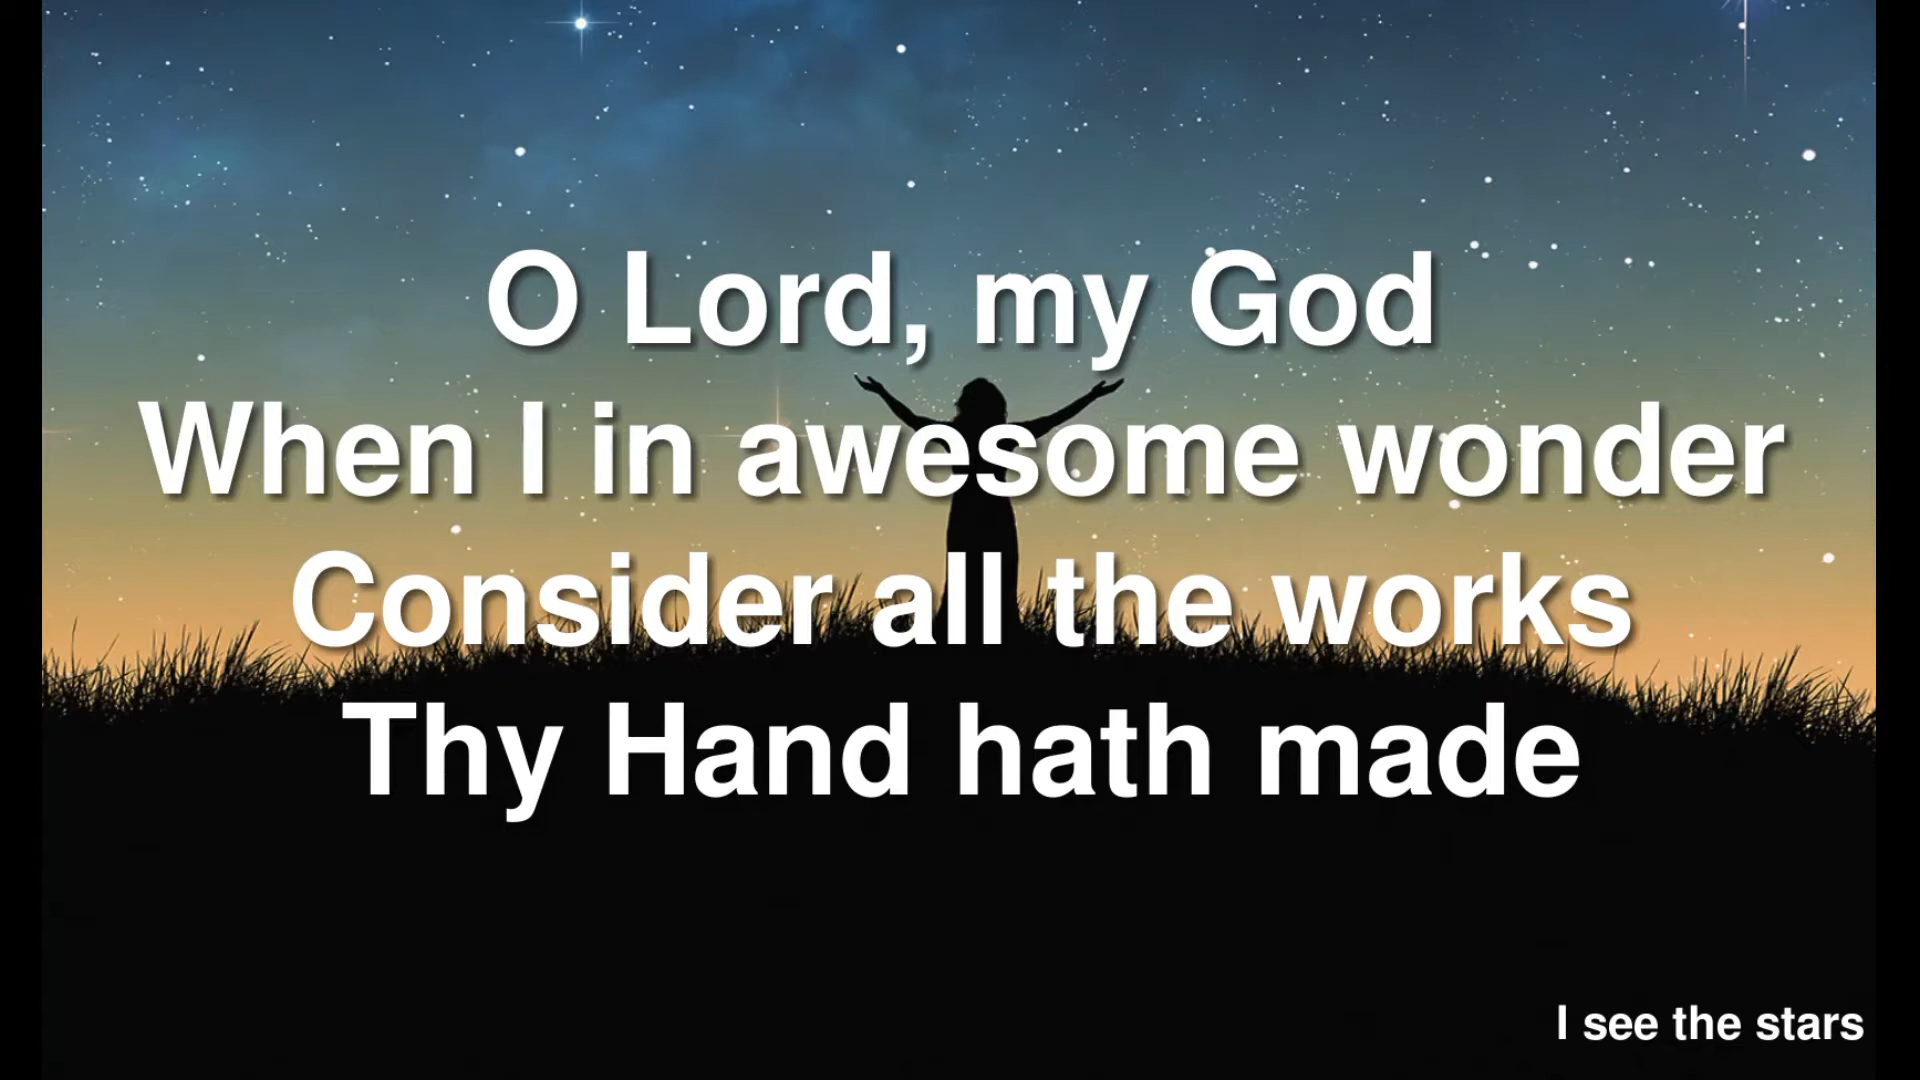 O Lord, my God
When I in awesome wonder
Consider all the works
Thy Hand hath made
I see the stars